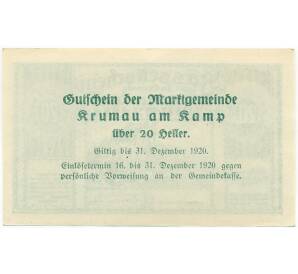 Gutschein der Marktgemeinde
Krumau am Kamp
über 20 Heller.
Giltig bis 31. Dezember 1920.
Einlösetermin 16. bis 31. Dezember 1920 gegen
persönliche Vorweisung an der Gemeindekasse.